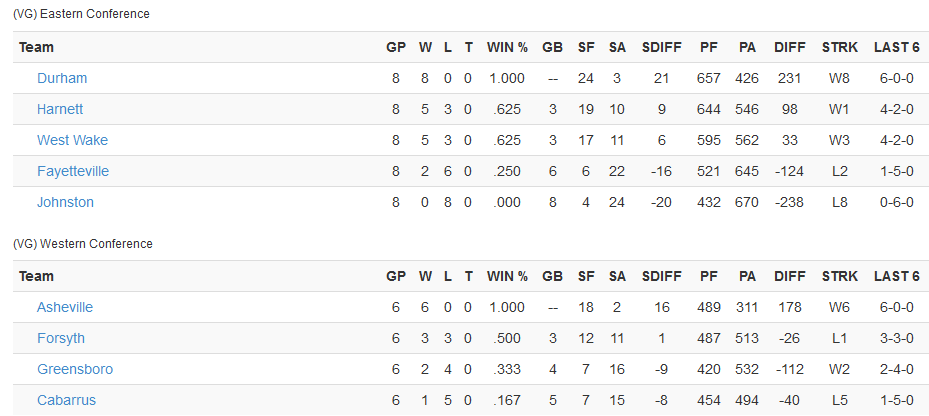 (VG) Eastern Conference
Team GP W L T WIN % GB SF SA SDIFF PF PA DIFF STRK LAST 6
Durham 8 8 0 0 1.000 -- 24 3 21 657 426 231 W8 6-0-0
Harnett 8 5 3 0 .625 3 19 10 9 644 546 98 W1 4-2-0
West Wake 8 5 3 0 .625 3 17 11 6 595 562 33 W3 4-2-0
Fayetteville 8 2 6 0 .250 6 6 22 -16 521 645 -124 L2 1-5-0
Johnston 8 0 8 0 .000 8 4 24 -20 432 670 -238 L8 0-6-0
(VG) Western Conference
Team GP W L T WIN % GB SF SA SDIFF PF PA DIFF STRK LAST 6
Asheville 6 6 0 0 1.000 -- 18 2 16 489 311 178 W6 6-0-0
Forsyth 6 3 3 0 .500 3 12 11 1 487 513 -26 L1 3-3-0
Greensboro 6 2 4 0 .333 4 7 16 -9 420 532 -112 W2 2-4-0
Cabarrus 6 1 5 0 .167 5 7 15 -8 454 494 -40 L5 1-5-0